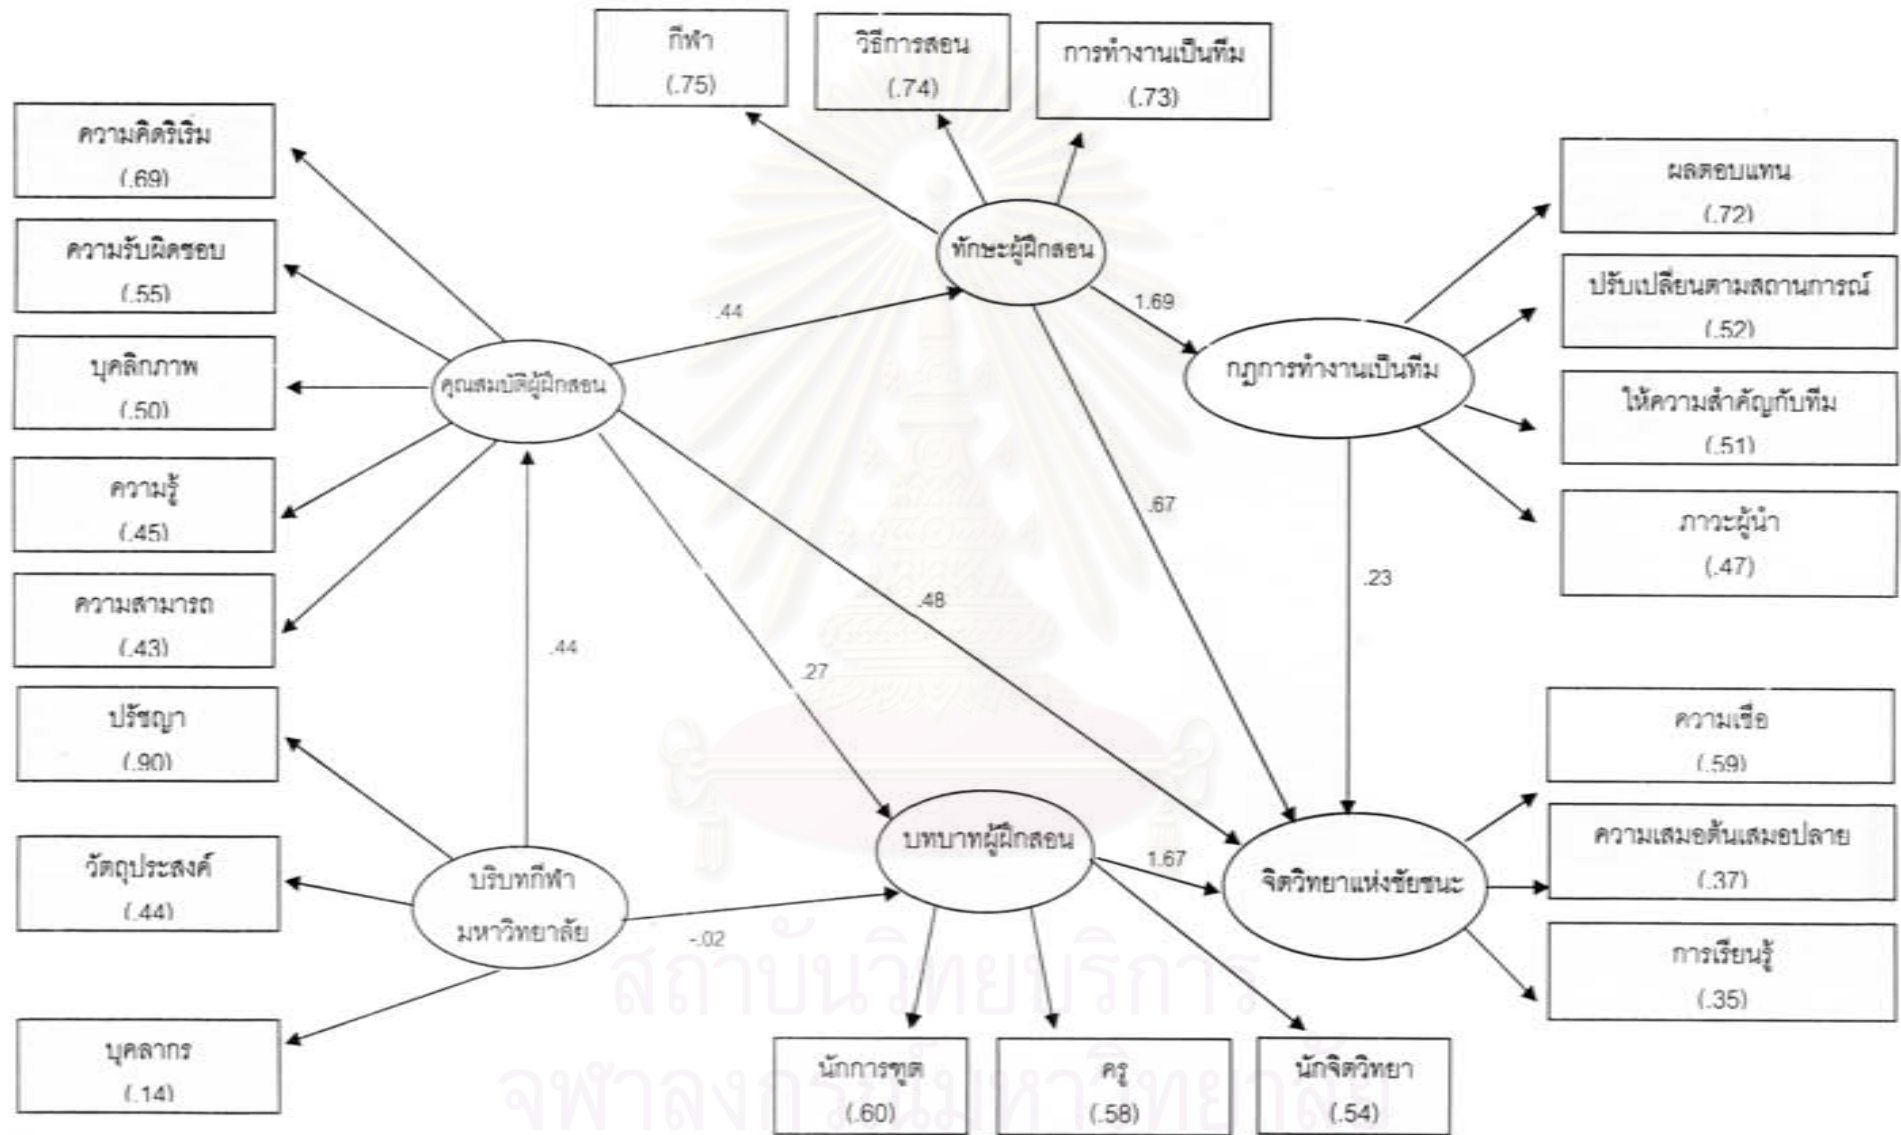 กีฬา
(.75)
วิธีการสอน
(.74)
การทำงานเป็นทีม
(.73)
ความคิดริเริ่ม
(.69)
ความรับผิดชอบ
(.55)
บุคลิกภาพ
(.50)
ความรู้
(.45)
ความสามารถ
(.43)
ปรัชญา
(.90)
วัตถุประสงค์
(.44)
บุคลากร
(.14)
ทักษะผู้ฝึกสอน
คุณสมบัติผู้ฝึกสอน
กฎการทำงานเป็นทีม
บริบทกีฬา
มหาวิทยาลัย
บทบาทผู้ฝึกสอน
จิตวิทยาแห่งชัยชนะ
.44
1.69
.67
.48
.23
.44
.27
1.67
-.02
ผลตอบแทน
(.72)
ปรับเปลี่ยนตามสถานการณ์
(.52)
ให้ความสำคัญกับทีม
(.51)
ภาวะผู้นำ
(.47)
ความเชื่อ
(.59)
ความเสมอต้นเสมอปลาย
(.37)
การเรียนรู้
(.35)
นักการฑูต
(.60)
ครู
(.58)
นักจิตวิทยา
(.54)
สถาบันวิทยบริการ
จุฬาลงกรณ์มหาวิทยาลัย